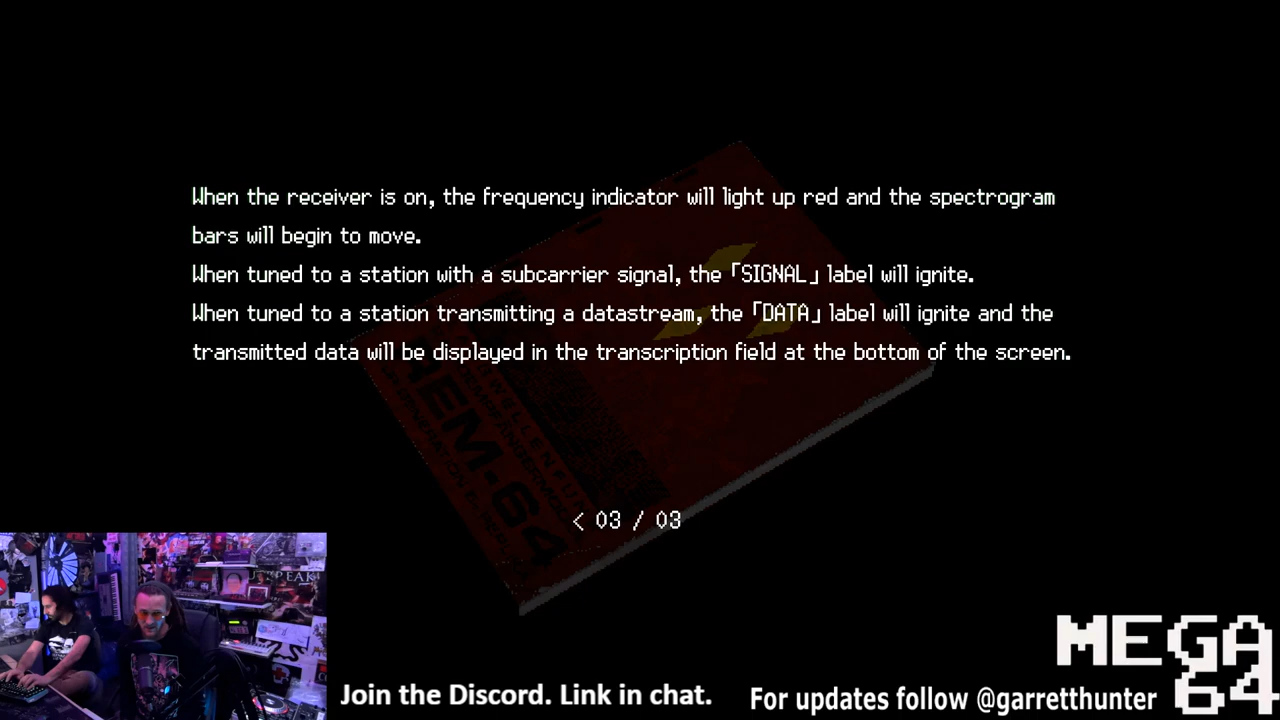 When the receiver is on, the frequency indicator will light up red and the spectrogram
bars will begin to move.
When tuned to a station with a subcarrier signal, the「SIGNAL」label will ignite.
When tuned to a station transmitting a datastream, the「DATA」label will ignite and the
transmitted data will be displayed in the transcription field at the bottom of the screen.
REM-64
< 03 / 03
MEGA
64
Join the Discord. Link in chat.
For updates follow @garretthunter